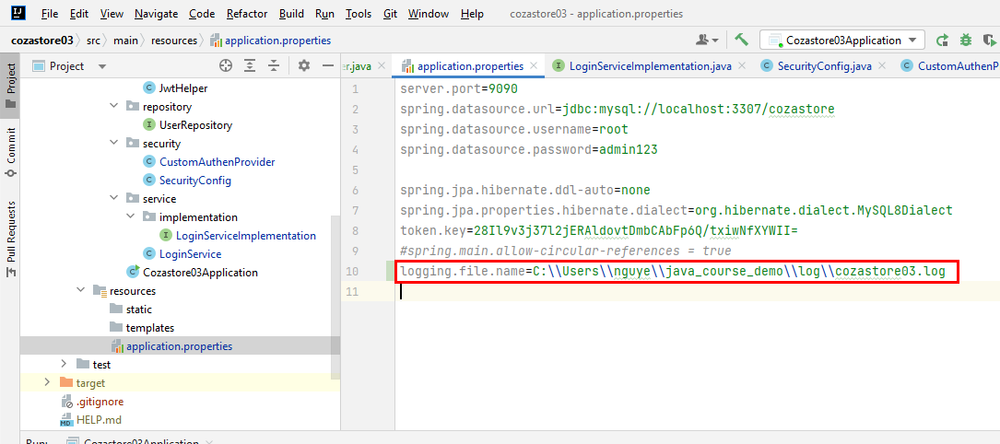 File Edit View Navigate Code Refactor Build Run Tools Git Window Help cozastore03 - application.properties
cozastore03 src main resources application.properties Cozastore03Application
Project er.java application.properties LoginServiceImplementation.java SecurityConfig.java CustomAuthenP
Project
Commit
Pull Requests
JwtHelper
repository
UserRepository
security
CustomAuthenProvider
SecurityConfig
service
implementation
LoginServiceImplementation
LoginService
Cozastore03Application
resources
static
templates
application.properties
test
target
.gitignore
HELP.md
1 server.port=9090
2 spring.datasource.url=jdbc:mysql://localhost:3307/cozastore
3 spring.datasource.username=root
4 spring.datasource.password=admin123
5
6 spring.jpa.hibernate.ddl-auto=none
7 spring.jpa.properties.hibernate.dialect=org.hibernate.dialect.MySQL8Dialect
8 token.key=28Il9v3j37l2jERAldovtDmbCAbFp6Q/txiwNfXYWII=
9 #spring.main.allow-circular-references = true
10 logging.file.name=C:\\Users\\nguye\\java_course_demo\\log\\cozastore03.log
11
Run: Cozastore03Application